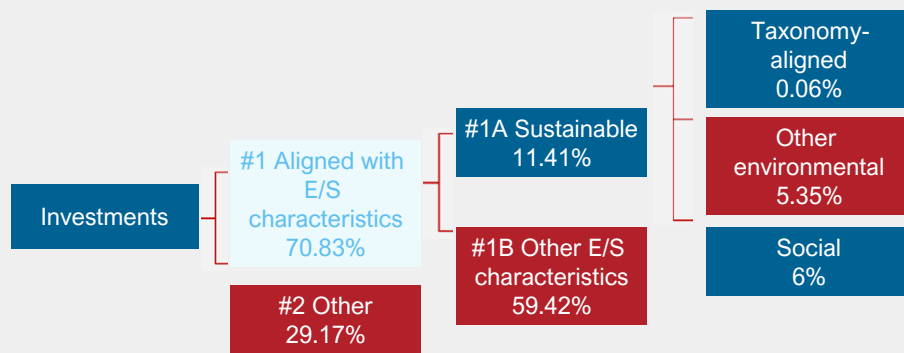 Investments
#1 Aligned with
E/S
characteristics
70.83%
#2 Other
29.17%
#1A Sustainable
11.41%
#1B Other E/S
characteristics
59.42%
Taxonomy-
aligned
0.06%
Other
environmental
5.35%
Social
6%